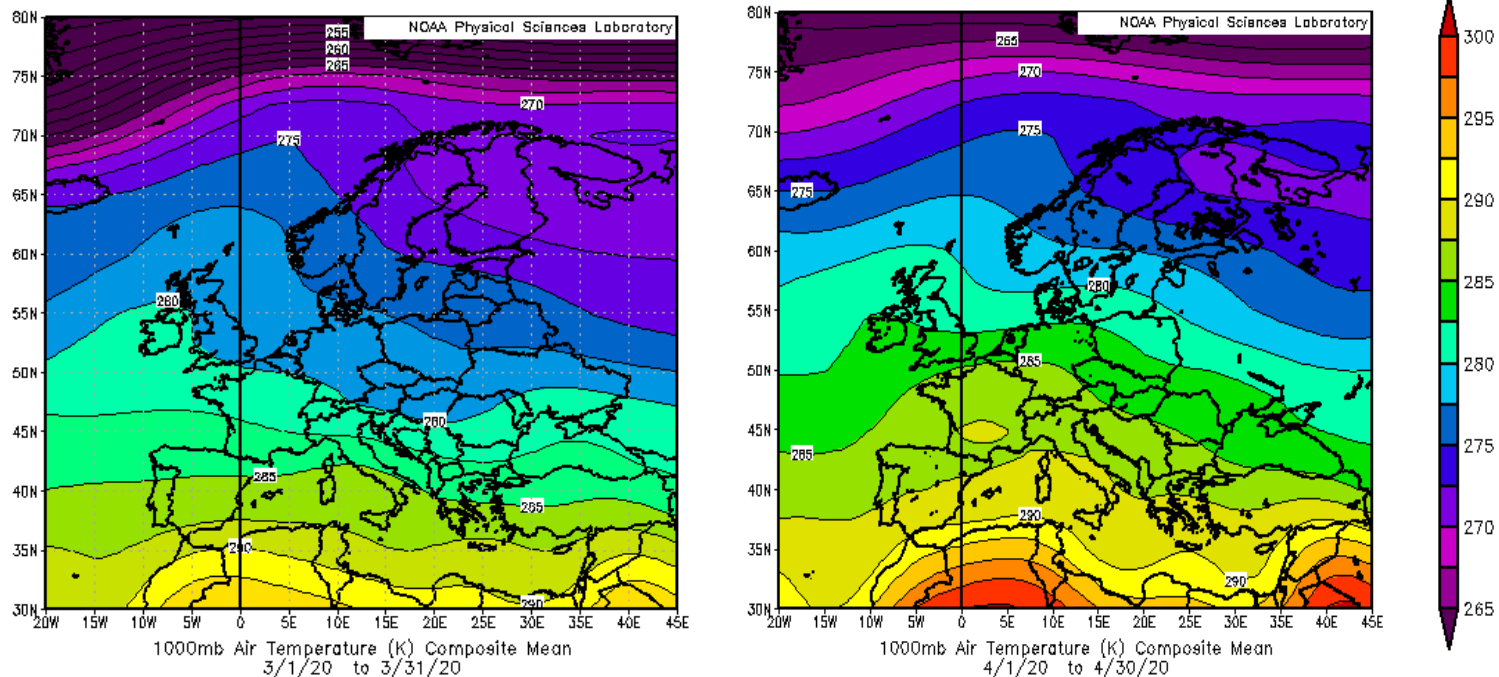 NOAA Physical Sciences Laboratory
80N
75N
70N
65N
60N
55N
50N
45N
40N
35N
30N
255
260
265
270
275
280
280
285
285
290
290
20W 15W 10W 5W 0 5E 10E 15E 20E 25E 30E 35E 40E 45E
1000mb Air Temperature (K) Composite Mean
3/1/20 to 3/31/20
NOAA Physical Sciences Laboratory
80N
75N
70N
65N
60N
55N
50N
45N
40N
35N
30N
265
270
275
275
280
285
285
290
290
20W 15W 10W 5W 0 5E 10E 15E 20E 25E 30E 35E 40E 45E
1000mb Air Temperature (K) Composite Mean
4/1/20 to 4/30/20
300
295
290
285
280
275
270
265